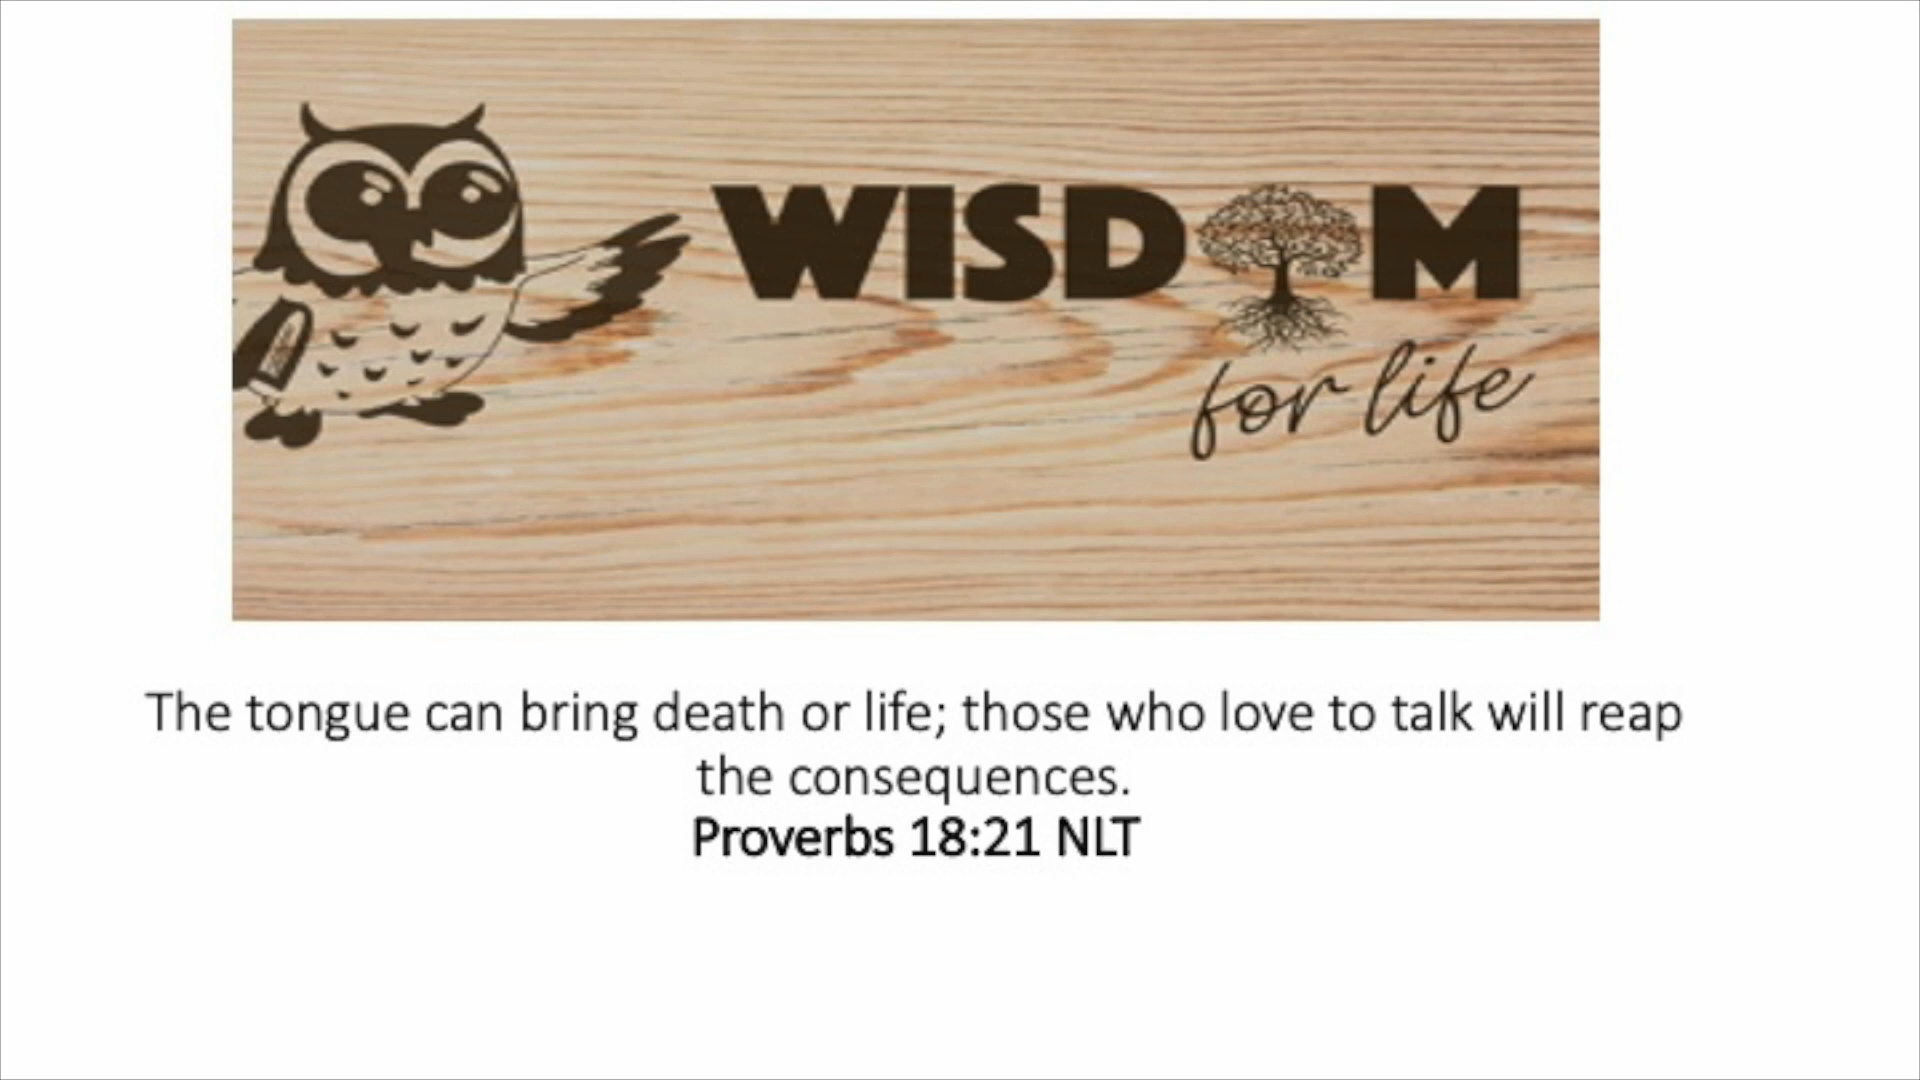 WISDOM
for life
The tongue can bring death or life; those who love to talk will reap
the consequences.
Proverbs 18:21 NLT